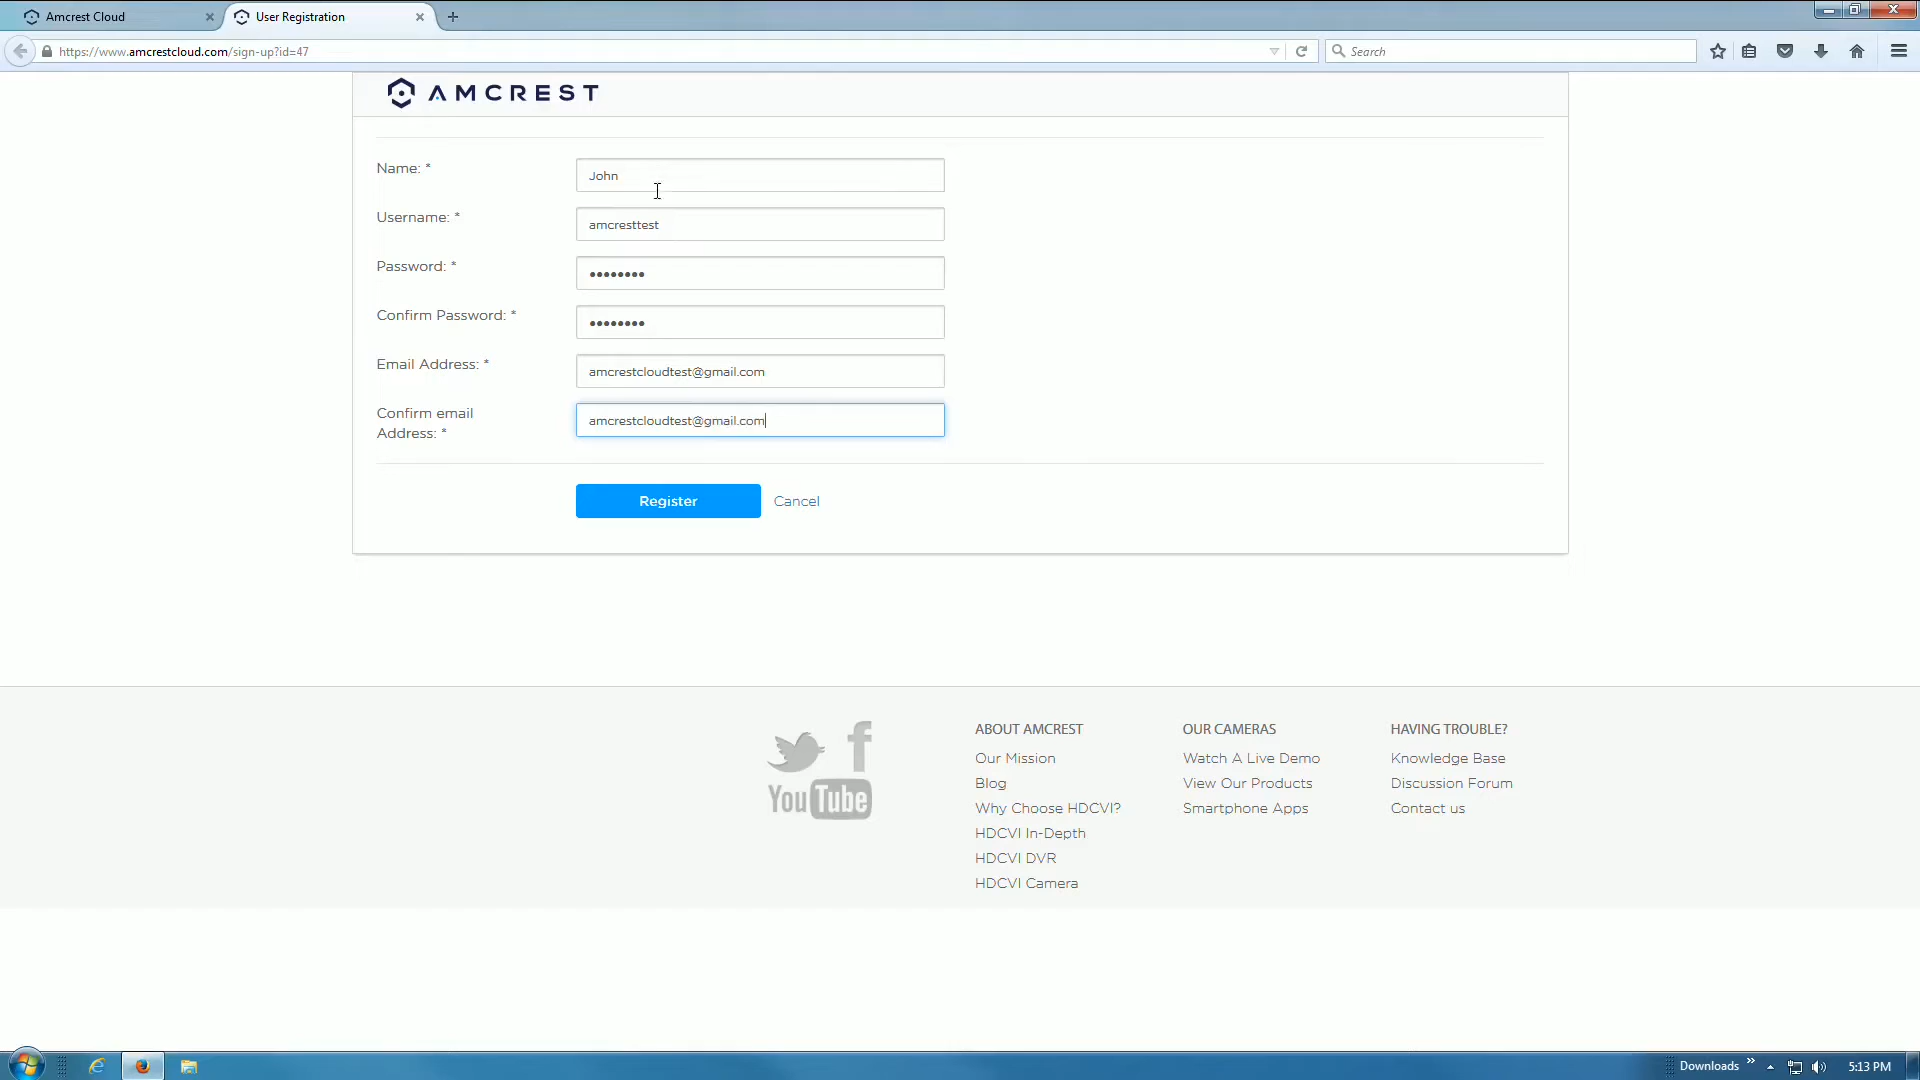 Amcrest Cloud
User Registration
https://www.amcrestcloud.com/sign-up?id=47
Search
AMCREST
Name: *
John
Username: *
amcresttest
Password: *
••••••••
Confirm Password: *
••••••••
Email Address: *
amcrestcloudtest@gmail.com
Confirm email
Address: *
amcrestcloudtest@gmail.com
Register
Cancel
You Tube
ABOUT AMCREST
Our Mission
Blog
Why Choose HDCVI?
HDCVI In-Depth
HDCVI DVR
HDCVI Camera
OUR CAMERAS
Watch A Live Demo
View Our Products
Smartphone Apps
HAVING TROUBLE?
Knowledge Base
Discussion Forum
Contact us
Downloads
5:13 PM